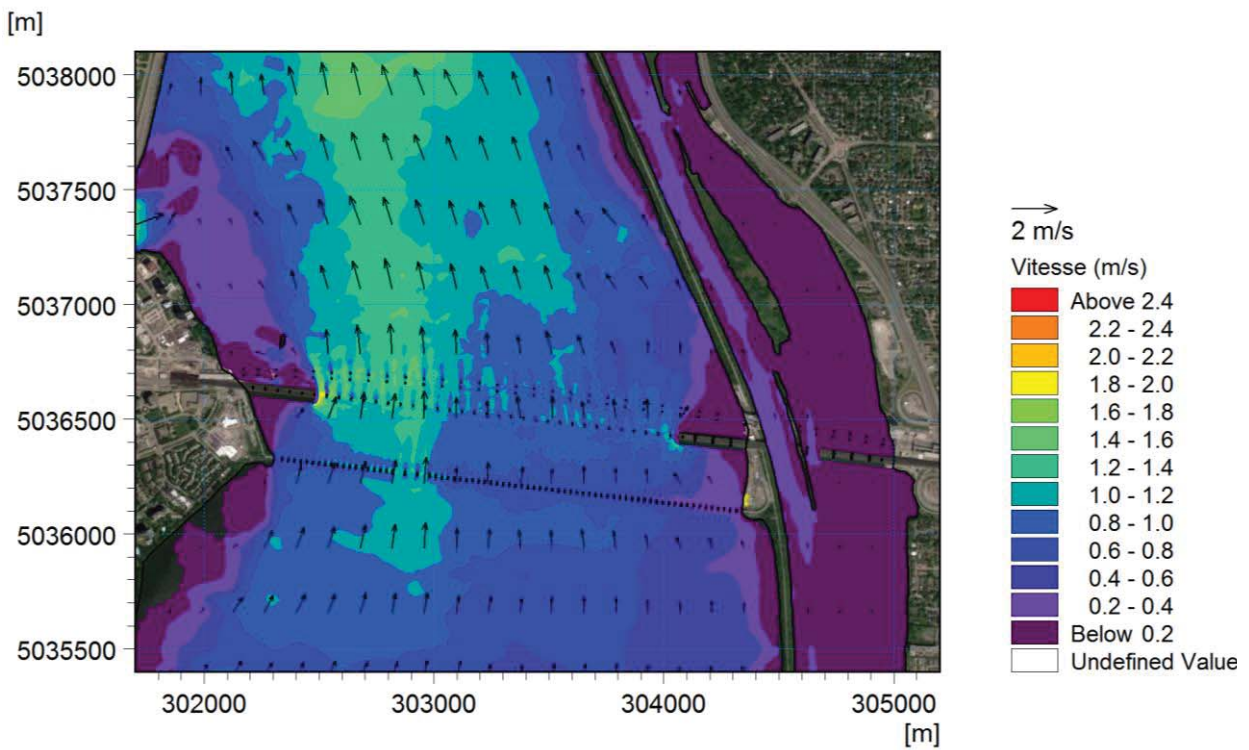 [m]
5038000
5037500
5037000
5036500
5036000
5035500
302000 303000 304000 305000
[m]
2 m/s
Vitesse (m/s)
Above 2.4
2.2 - 2.4
2.0 - 2.2
1.8 - 2.0
1.6 - 1.8
1.4 - 1.6
1.2 - 1.4
1.0 - 1.2
0.8 - 1.0
0.6 - 0.8
0.4 - 0.6
0.2 - 0.4
Below 0.2
Undefined Value